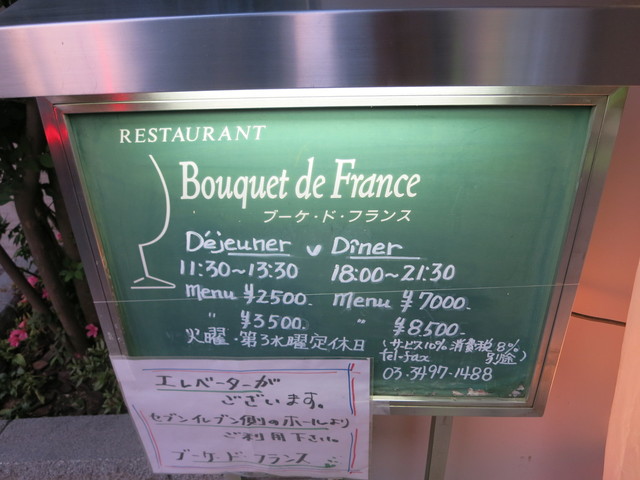 RESTAURANT
Bouquet de France
ブーケ・ド・フランス
Déjeuner
11:30~13:30
Menu ¥2500.
" ¥3500.
Dîner
18:00~21:30
Menu ¥7000.
" ¥8500.
火曜・第3水曜定休日
(サービス10% 消費税8%
別途)
tel-fax
03-3497-1488
エレベーターが
ございます。
セブンイレブン側のホールより
ご利用下さい。
ブーケ・ド・フランス